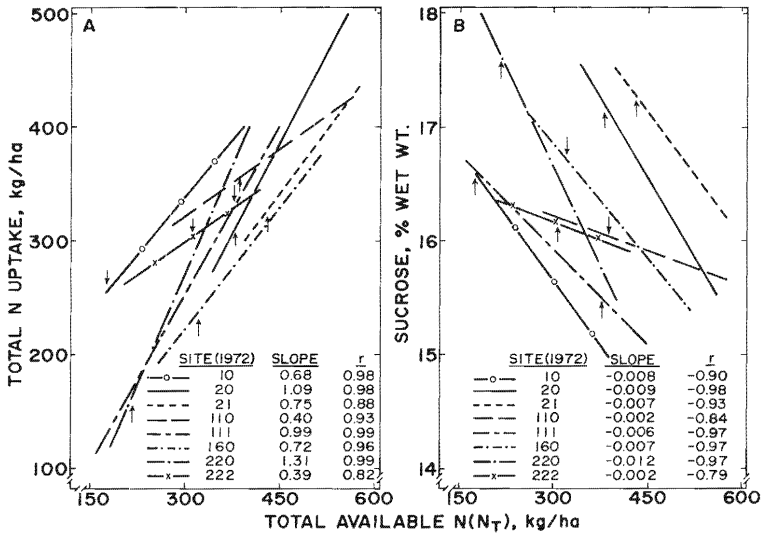 A
500
400
300
200
100
TOTAL N UPTAKE, kg/ha
SITE(1972) SLOPE r
10 0.68 0.98
20 1.09 0.98
21 0.75 0.88
110 0.40 0.93
111 0.99 0.99
160 0.72 0.96
220 1.31 0.99
222 0.39 0.82
150 300 450 600
B
18
17
16
15
14
SUCROSE, % WET WT.
SITE(1972) SLOPE r
10 -0.008 -0.90
20 -0.009 -0.98
21 -0.007 -0.93
110 -0.002 -0.84
111 -0.006 -0.97
160 -0.007 -0.97
220 -0.012 -0.97
222 -0.002 -0.79
150 300 450 600
TOTAL AVAILABLE N(NT), kg/ha